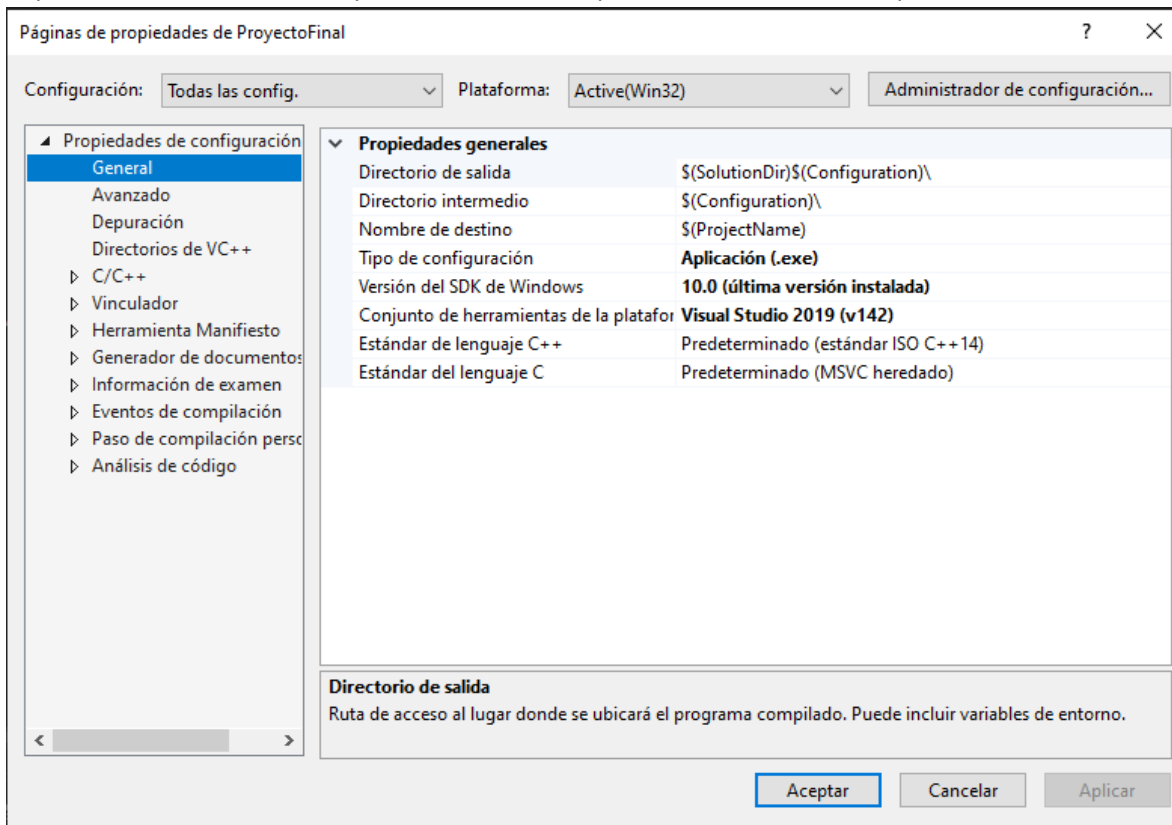 Páginas de propiedades de ProyectoFinal ? ×
Configuración: Todas las config. Plataforma: Active(Win32) Administrador de configuración...
Propiedades de configuración
General
Avanzado
Depuración
Directorios de VC++
C/C++
Vinculador
Herramienta Manifiesto
Generador de documentos
Información de examen
Eventos de compilación
Paso de compilación perso
Análisis de código
Propiedades generales
Directorio de salida $(SolutionDir)$(Configuration)\
Directorio intermedio $(Configuration)\
Nombre de destino $(ProjectName)
Tipo de configuración Aplicación (.exe)
Versión del SDK de Windows 10.0 (última versión instalada)
Conjunto de herramientas de la platafor Visual Studio 2019 (v142)
Estándar de lenguaje C++ Predeterminado (estándar ISO C++14)
Estándar del lenguaje C Predeterminado (MSVC heredado)
Directorio de salida
Ruta de acceso al lugar donde se ubicará el programa compilado. Puede incluir variables de entorno.
Aceptar Cancelar Aplicar